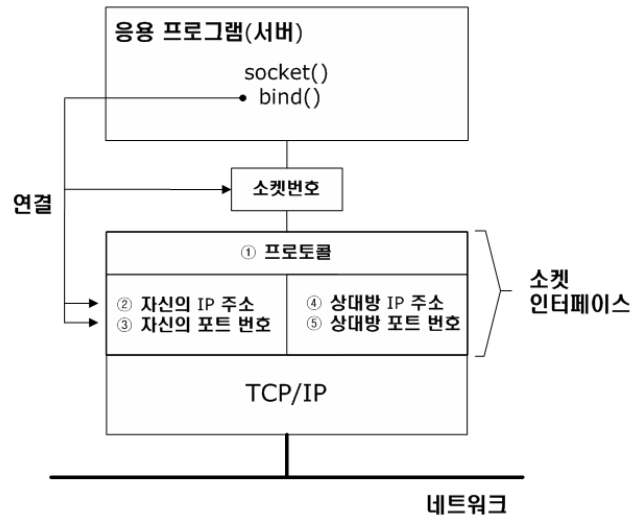 응용 프로그램(서버)
socket()
bind()
연결
소켓번호
① 프로토콜
② 자신의 IP 주소
③ 자신의 포트 번호
④ 상대방 IP 주소
⑤ 상대방 포트 번호
소켓
인터페이스
TCP/IP
네트워크